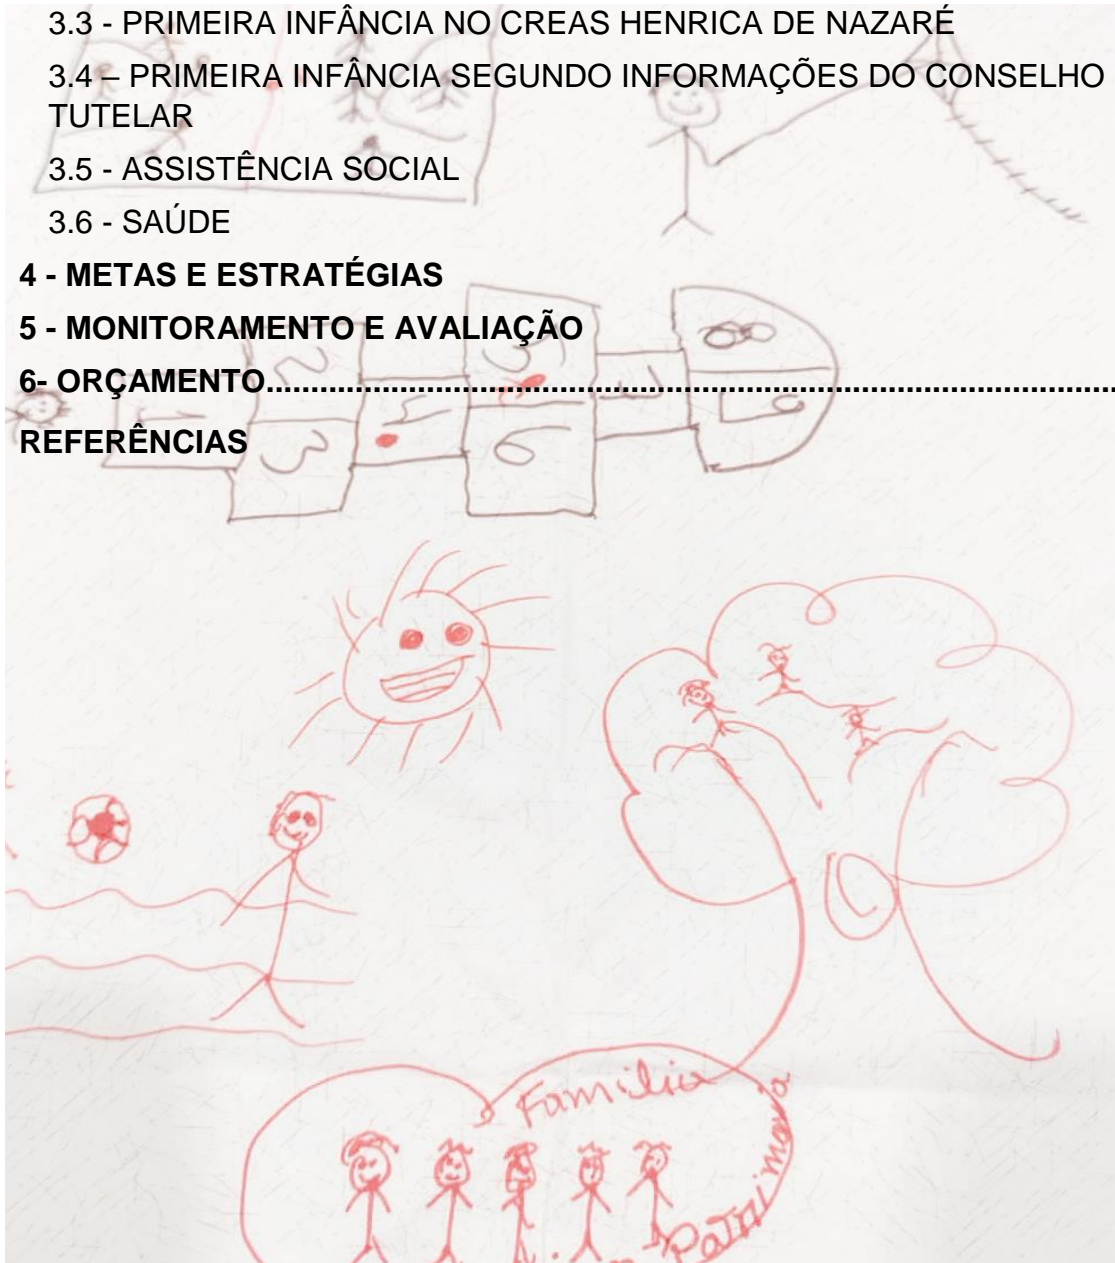 3.3 - PRIMEIRA INFÂNCIA NO CREAS HENRICA DE NAZARÉ
3.4 – PRIMEIRA INFÂNCIA SEGUNDO INFORMAÇÕES DO CONSELHO
TUTELAR
3.5 - ASSISTÊNCIA SOCIAL
3.6 - SAÚDE
4 - METAS E ESTRATÉGIAS
5 - MONITORAMENTO E AVALIAÇÃO
6- ORÇAMENTO...............................................................................................
REFERÊNCIAS
Familia